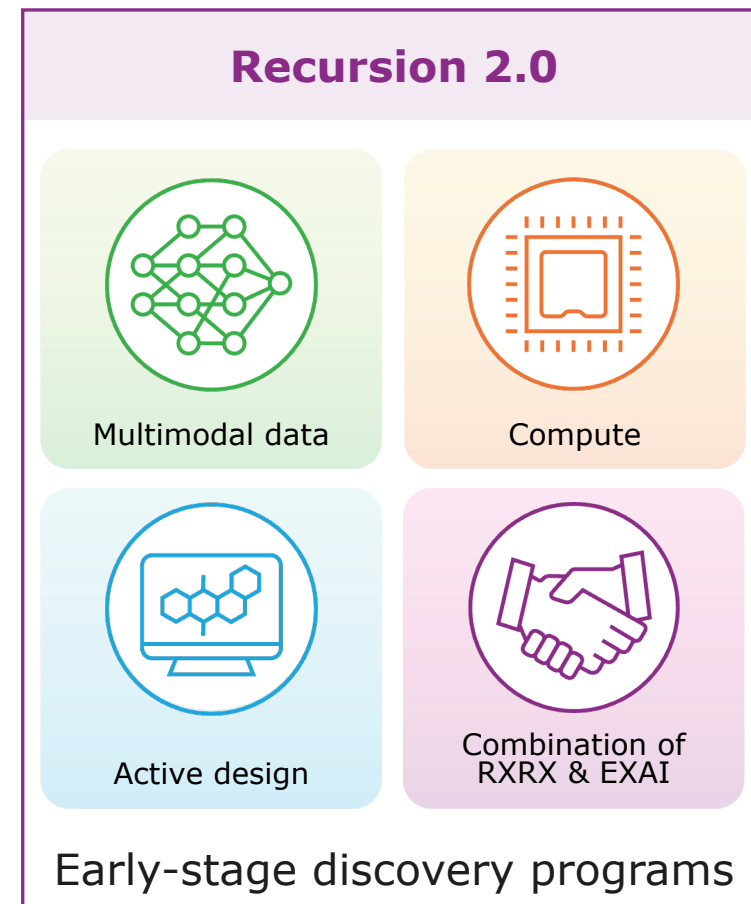 Recursion 2.0
Multimodal data
Compute
Active design
Combination of
RXRX & EXAI
Early-stage discovery programs